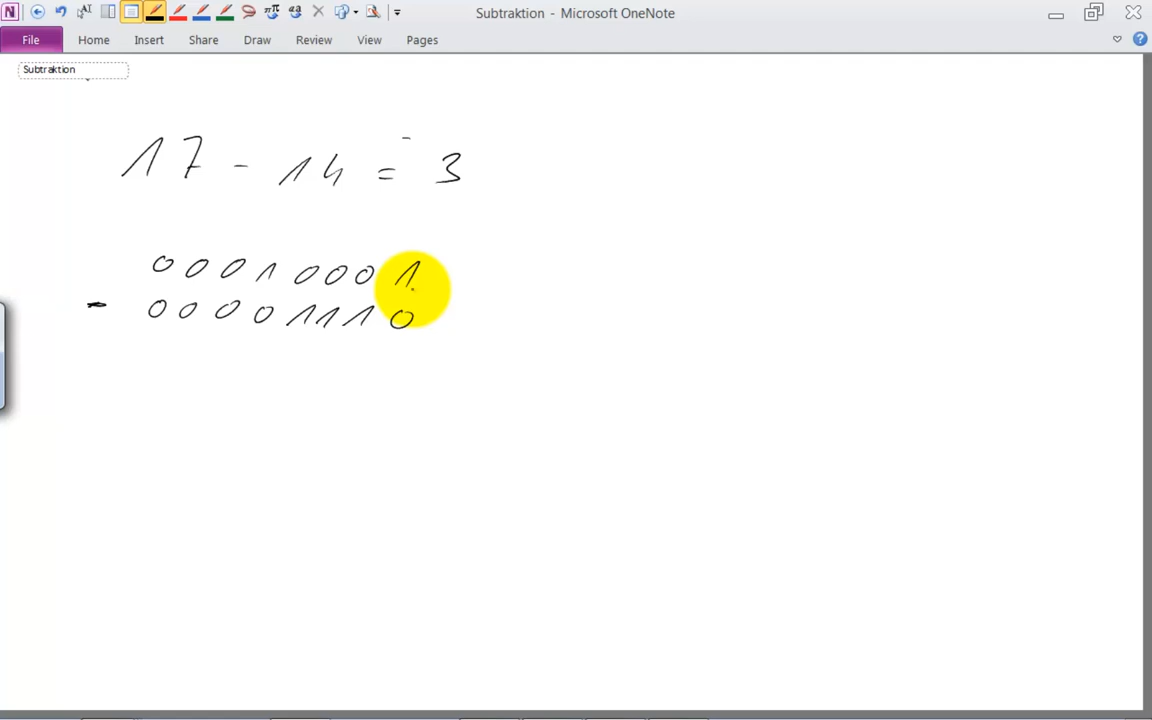 Subtraktion - Microsoft OneNote
File Home Insert Share Draw Review View Pages
Subtraktion
17 - 14 = 3
00010001
- 00001110